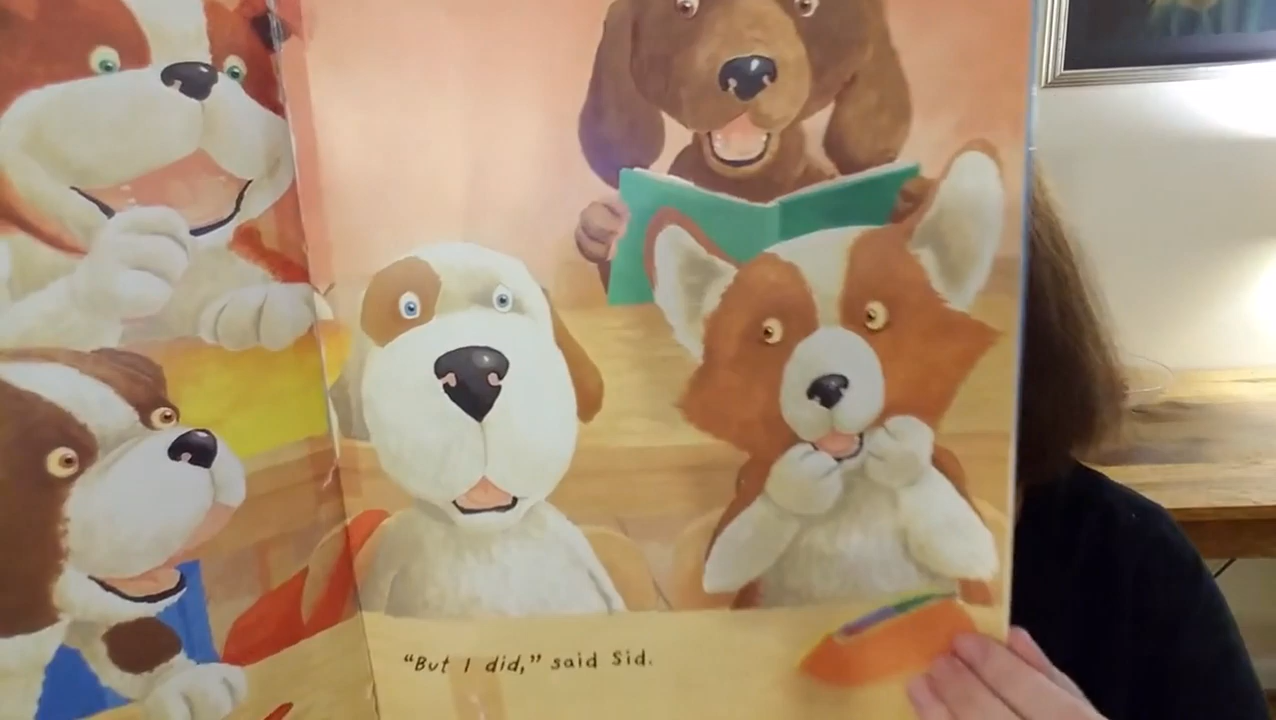 “But I did,” said Sid.